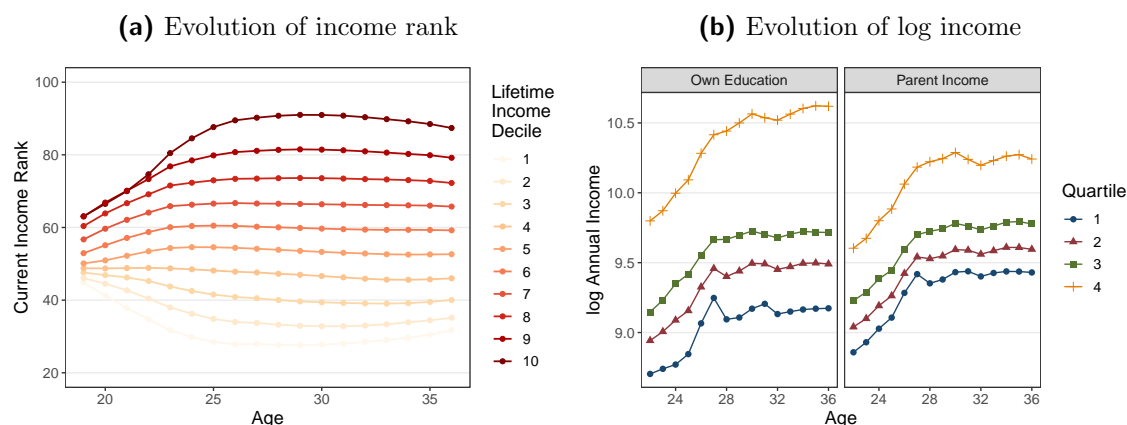 (a) Evolution of income rank
100
80
60
40
20
20
25
30
35
Age
Current Income Rank
Lifetime
Income
Decile
1
2
3
4
5
6
7
8
9
10
(b) Evolution of log income
Own Education
Parent Income
10.5
10.0
9.5
9.0
24
28
32
36
24
28
32
36
Age
log Annual Income
Quartile
1
2
3
4